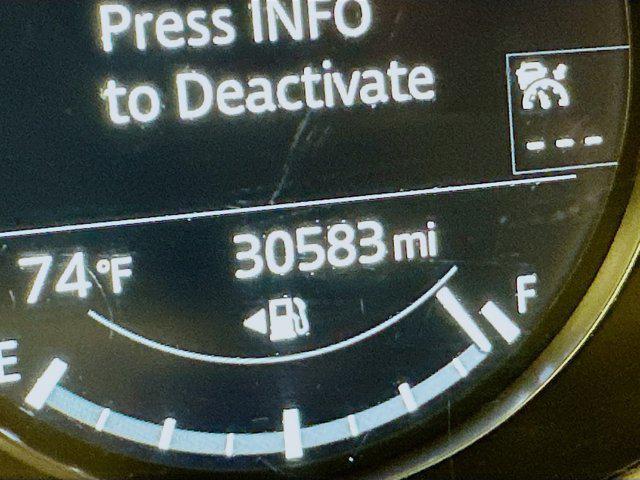 Press INFO
to Deactivate
---
74°F 30583 mi
E F